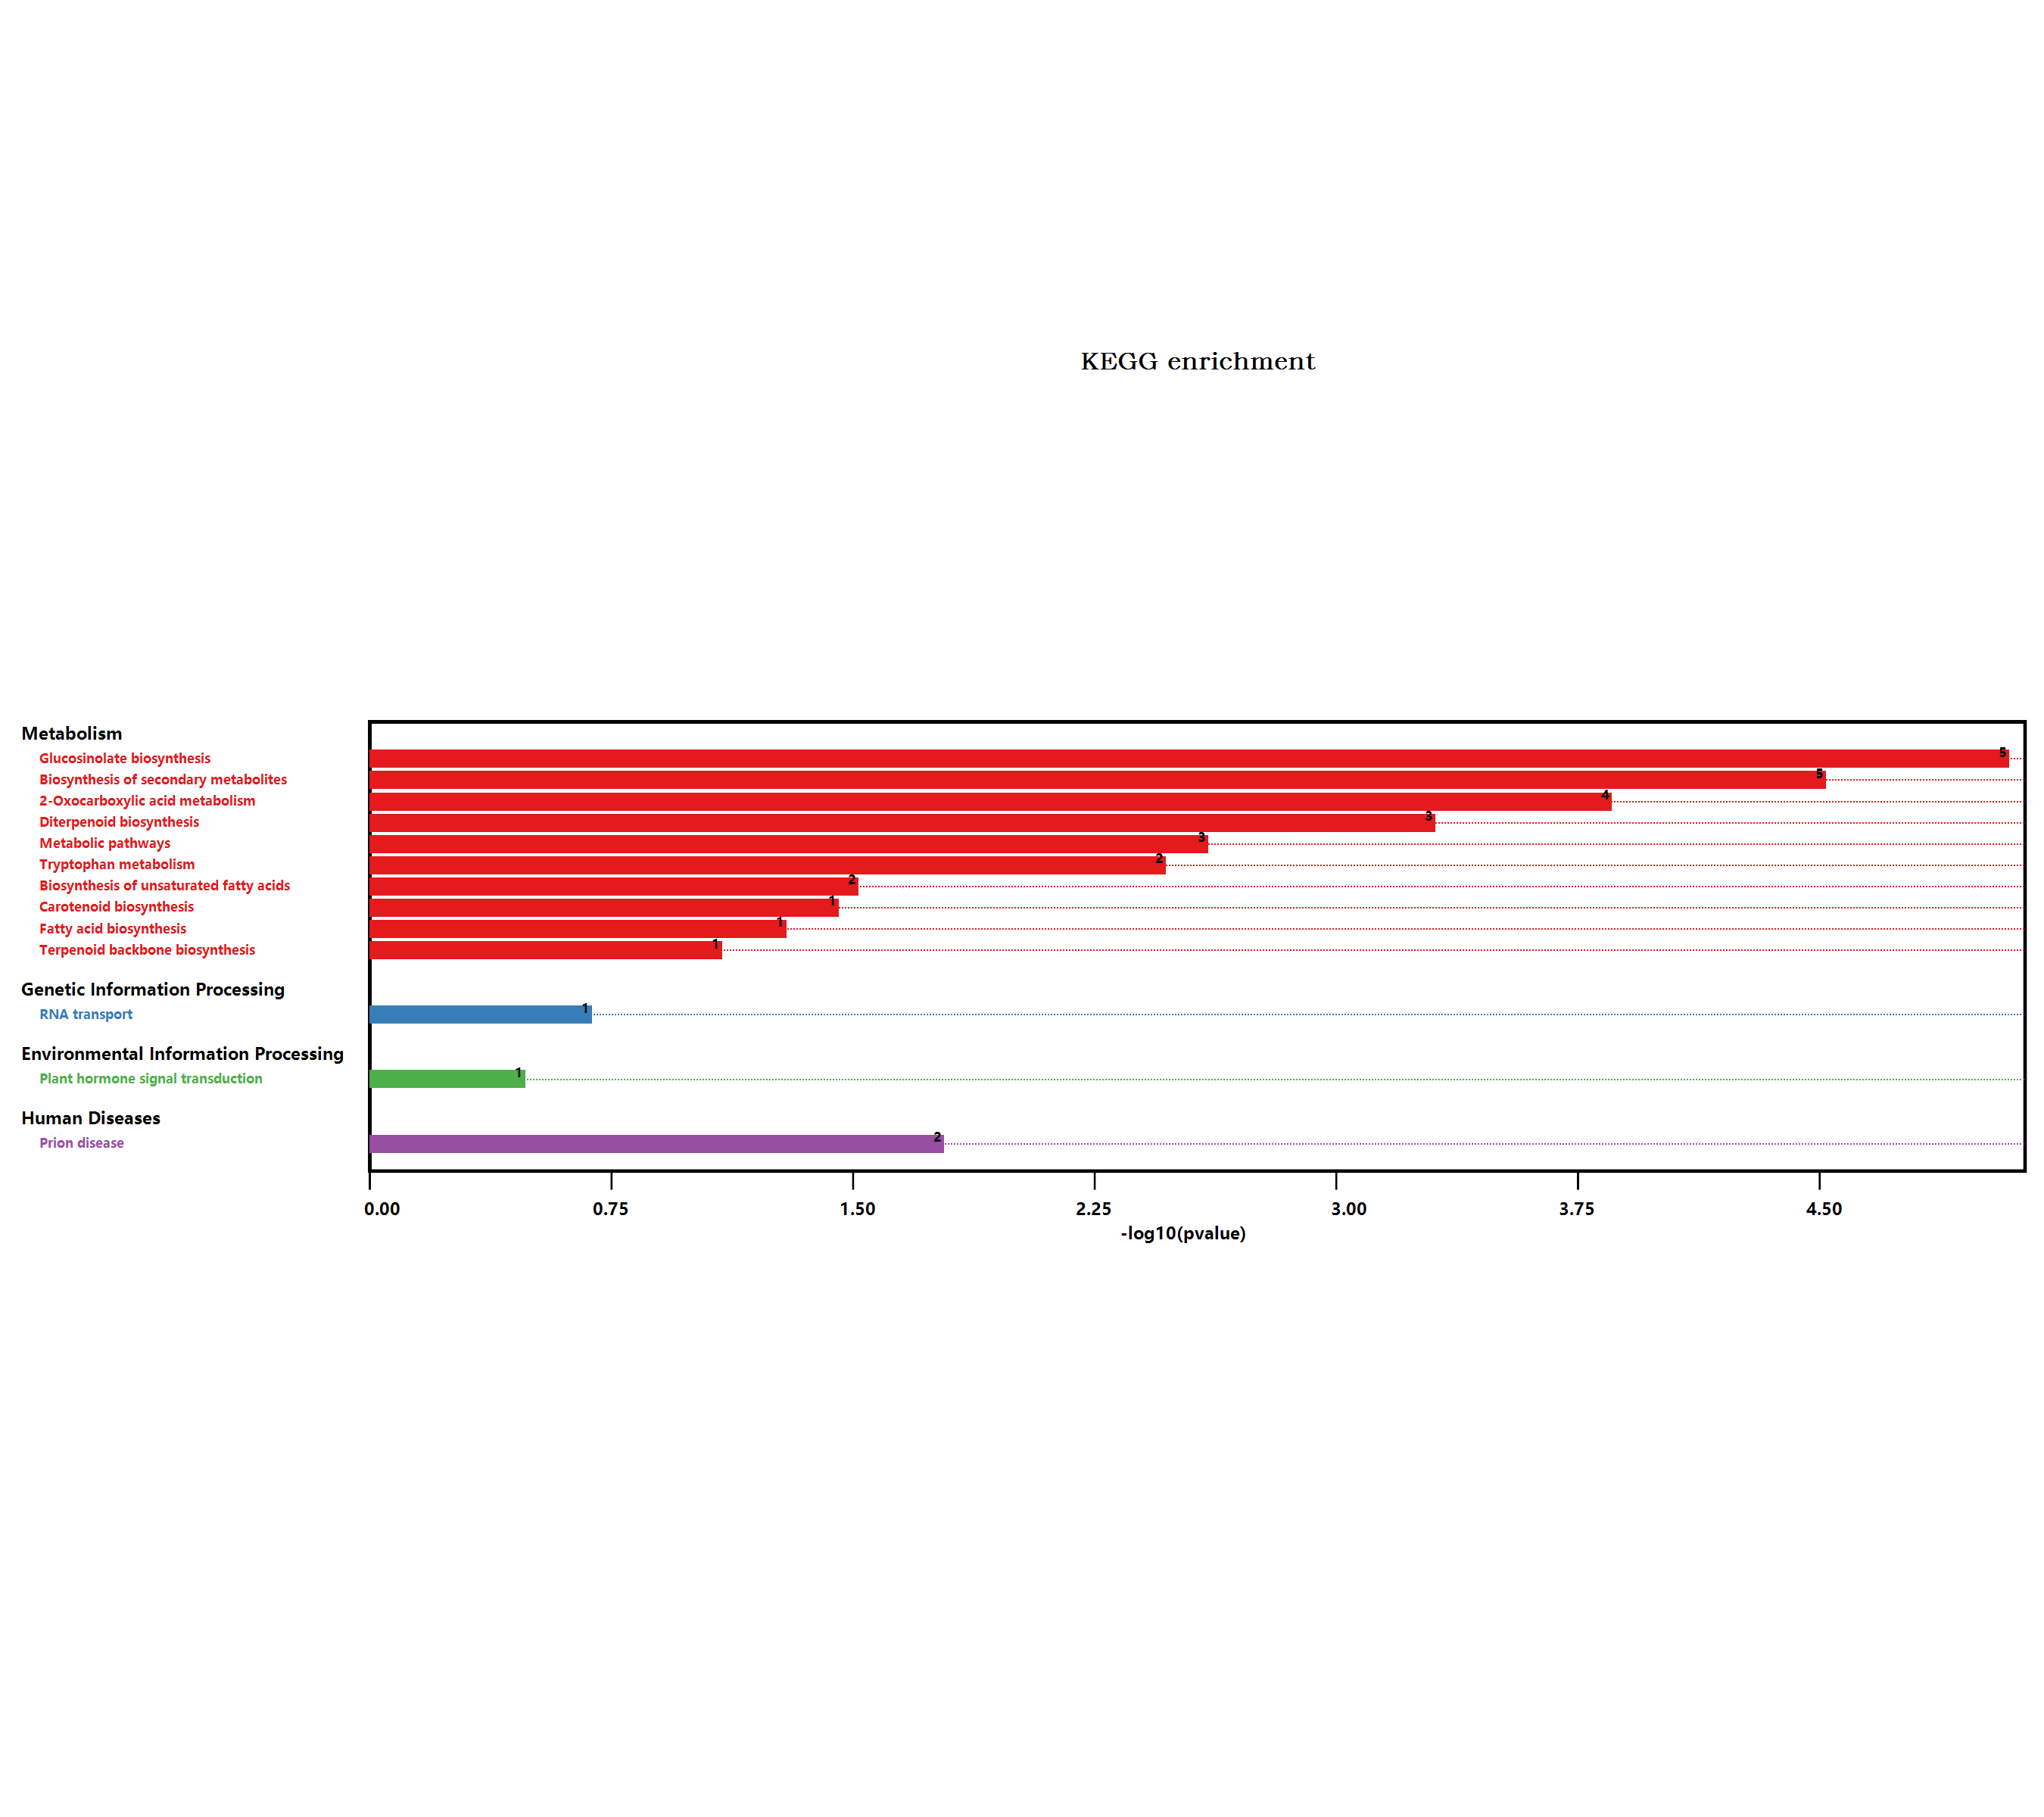 KEGG enrichment
Metabolism
Glucosinolate biosynthesis 5
Biosynthesis of secondary metabolites 5
2-Oxocarboxylic acid metabolism 4
Diterpenoid biosynthesis 3
Metabolic pathways 3
Tryptophan metabolism 2
Biosynthesis of unsaturated fatty acids 2
Carotenoid biosynthesis 1
Fatty acid biosynthesis 1
Terpenoid backbone biosynthesis 1
Genetic Information Processing
RNA transport 1
Environmental Information Processing
Plant hormone signal transduction 1
Human Diseases
Prion disease 2
0.00 0.75 1.50 2.25 3.00 3.75 4.50
-log10(pvalue)